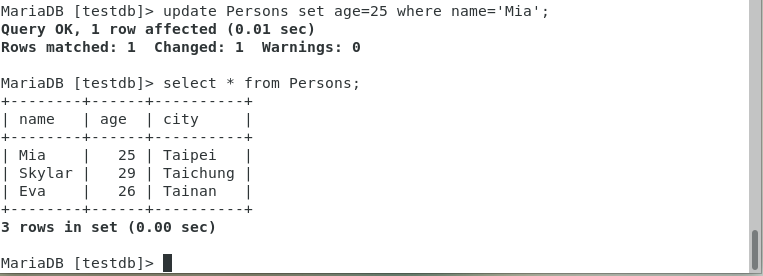 MariaDB [testdb]> update Persons set age=25 where name='Mia';
Query OK, 1 row affected (0.01 sec)
Rows matched: 1  Changed: 1  Warnings: 0

MariaDB [testdb]> select * from Persons;
+--------+------+----------+
| name   | age  | city     |
+--------+------+----------+
| Mia    |   25 | Taipei   |
| Skylar |   29 | Taichung |
| Eva    |   26 | Tainan   |
+--------+------+----------+
3 rows in set (0.00 sec)

MariaDB [testdb]>